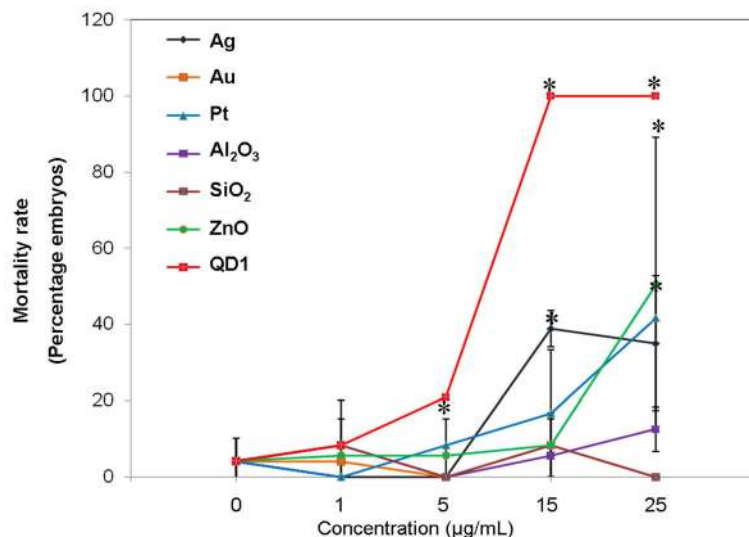 120
100
80
60
40
20
0
Mortality rate
(Percentage embryos)
Ag
Au
Pt
Al₂O₃
SiO₂
ZnO
QD1
*
*
*
*
*
*
0 1 5 15 25
Concentration (µg/mL)